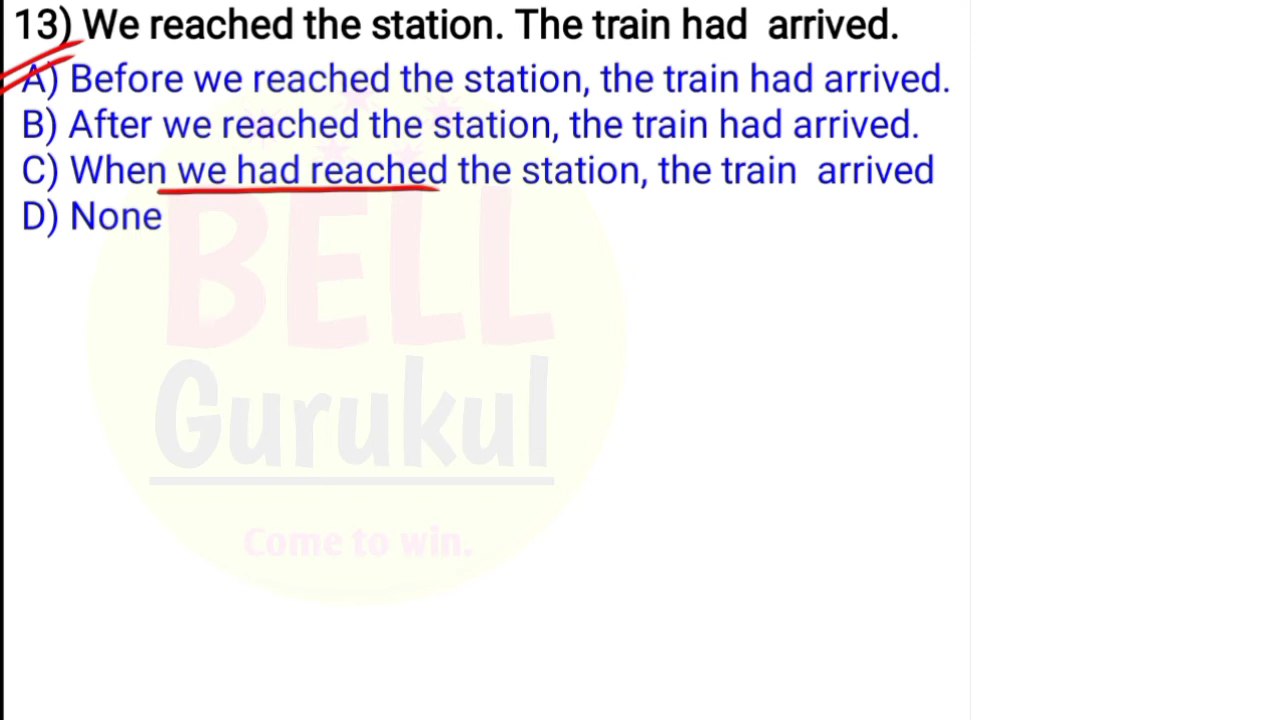 13) We reached the station. The train had arrived.
A) Before we reached the station, the train had arrived.
B) After we reached the station, the train had arrived.
C) When we had reached the station, the train arrived
D) None
BELL
Gurukul
Come to win.